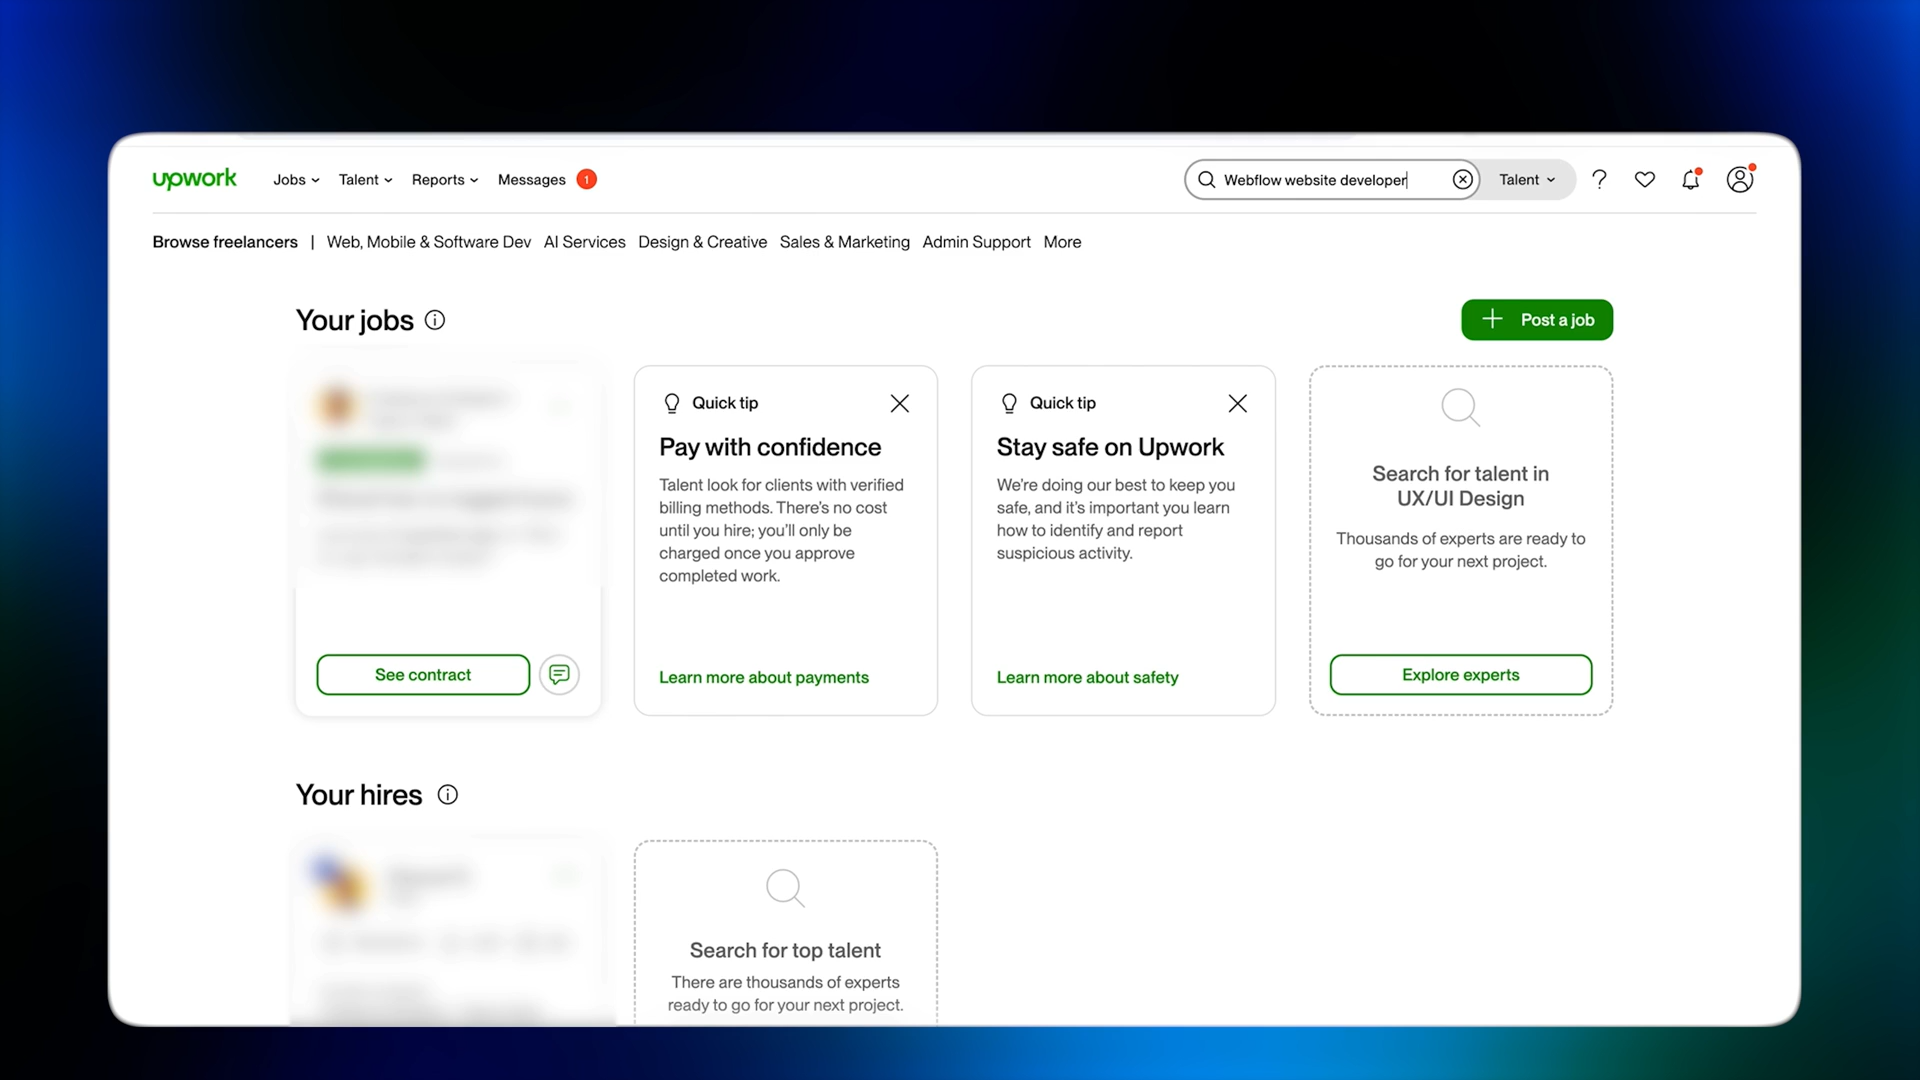 upwork
Jobs
Talent
Reports
Messages
1
Webflow website developer
Talent
Browse freelancers | Web, Mobile & Software Dev AI Services Design & Creative Sales & Marketing Admin Support More
Your jobs
Post a job
See contract
Quick tip
Pay with confidence
Talent look for clients with verified
billing methods. There's no cost
until you hire; you'll only be
charged once you approve
completed work.
Learn more about payments
Quick tip
Stay safe on Upwork
We're doing our best to keep you
safe, and it's important you learn
how to identify and report
suspicious activity.
Learn more about safety
Search for talent in
UX/UI Design
Thousands of experts are ready to
go for your next project.
Explore experts
Your hires
Search for top talent
There are thousands of experts
ready to go for your next project.